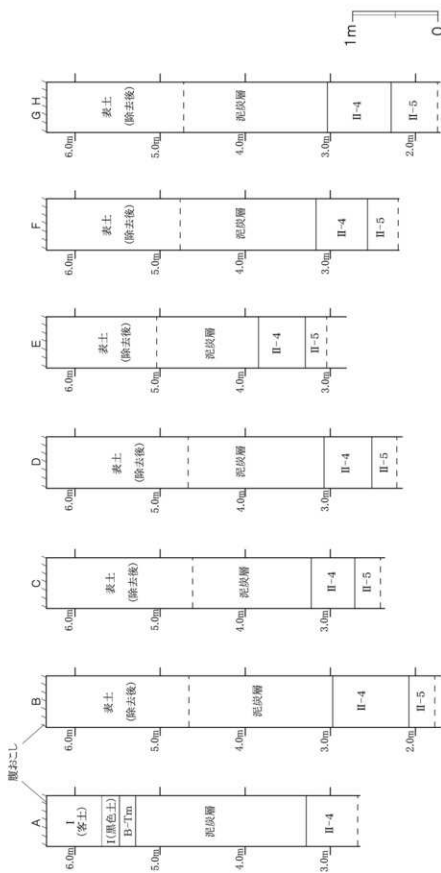 腹おこし
A
6.0m
5.0m
4.0m
3.0m
I
(客土)
I(黒色土)
B-Tm
泥炭層
II-4
B
6.0m
5.0m
4.0m
3.0m
2.0m
表土
(除去後)
泥炭層
II-4
II-5
C
6.0m
5.0m
4.0m
3.0m
表土
(除去後)
泥炭層
II-4
II-5
D
6.0m
5.0m
4.0m
3.0m
表土
(除去後)
泥炭層
II-4
II-5
E
6.0m
5.0m
4.0m
3.0m
表土
(除去後)
泥炭層
II-4
II-5
F
6.0m
5.0m
4.0m
3.0m
表土
(除去後)
泥炭層
II-4
II-5
G H
6.0m
5.0m
4.0m
3.0m
2.0m
表土
(除去後)
泥炭層
II-4
II-5
1m
0